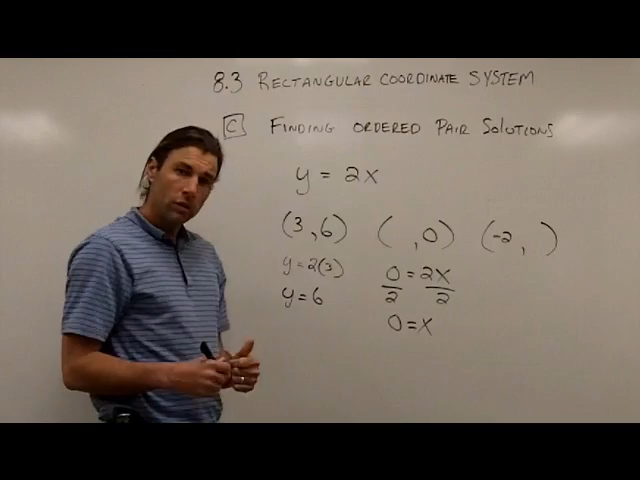 8.3 RECTANGULAR COORDINATE SYSTEM
C FINDING ORDERED PAIR SOLUTIONS
y = 2x
(3,6) ( ,0) (-2, )
y=2(3) 0=2x
2 2
y=6
0=x